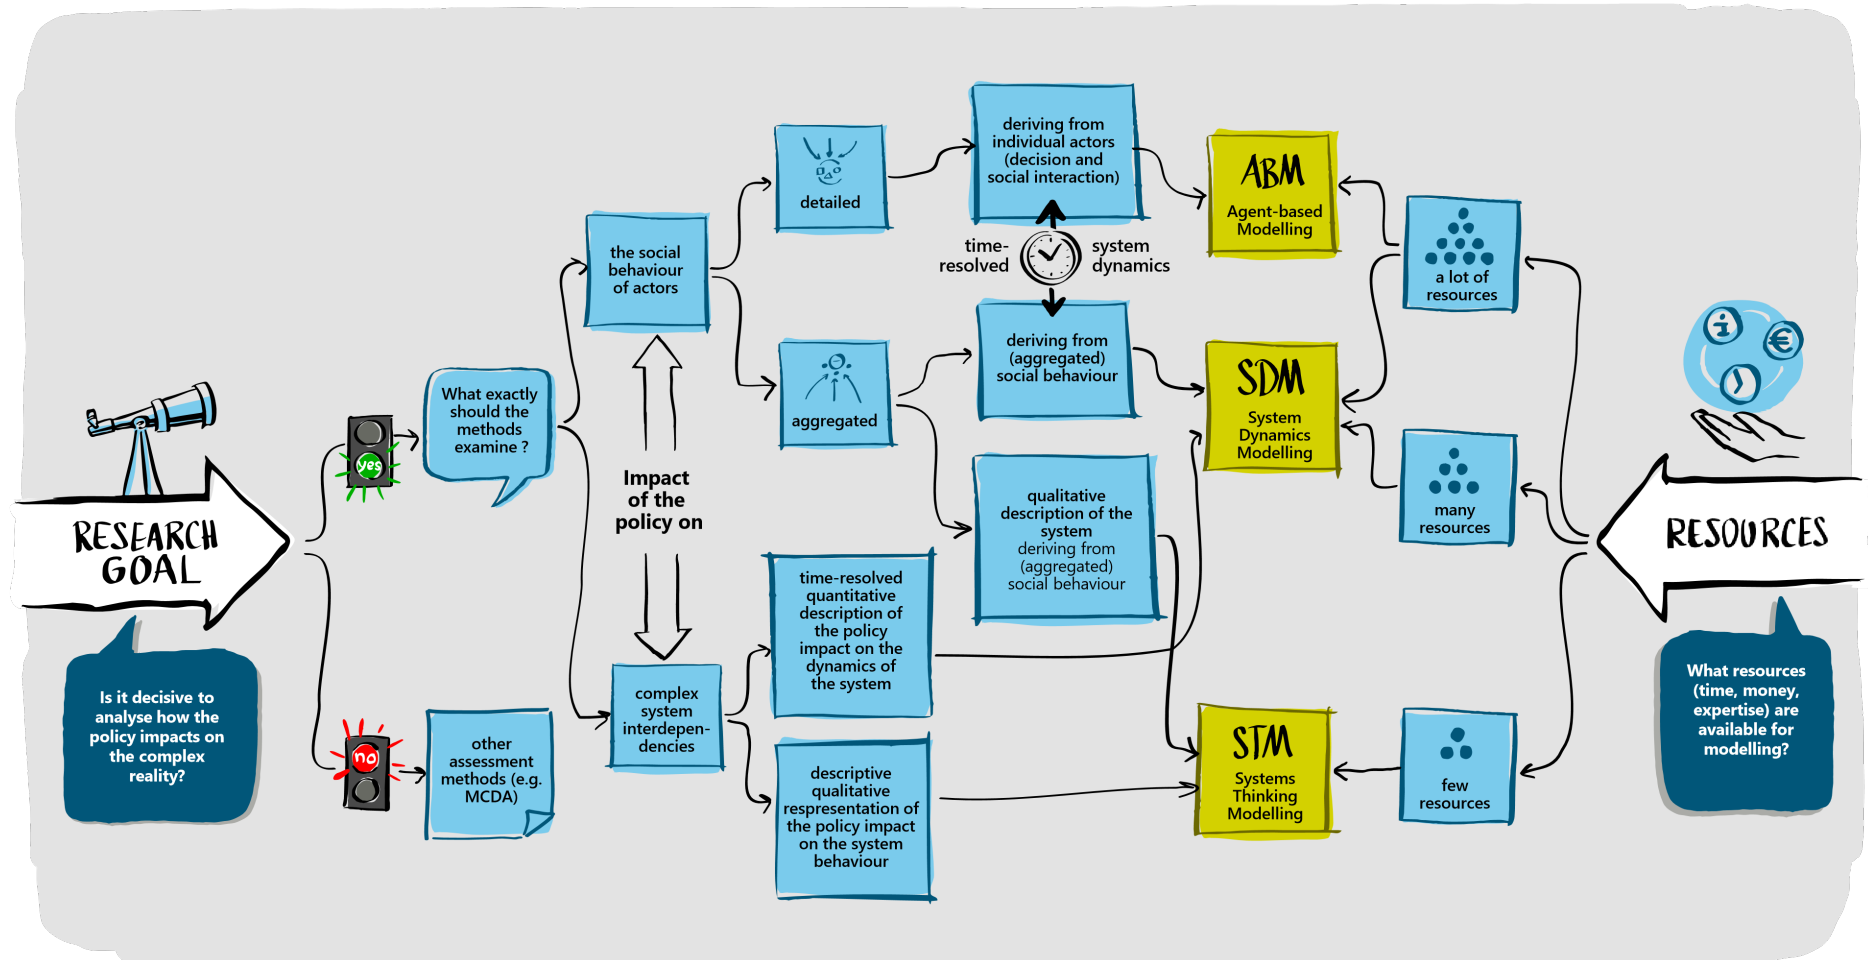 RESEARCH
GOAL
Is it decisive to
analyse how the
policy impacts on
the complex
reality?
yes
no
What exactly
should the
methods
examine ?
other
assessment
methods (e.g.
MCDA)
the social
behaviour
of actors
Impact
of the
policy on
complex
system
interdepen-
dencies
detailed
aggregated
time-resolved
quantitative
description of
the policy
impact on the
dynamics of
the system
descriptive
qualitative
respresentation of
the policy impact
on the system
behaviour
deriving from
individual actors
(decision and
social interaction)
time-
resolved
system
dynamics
deriving from
(aggregated)
social behaviour
qualitative
description of the
system
deriving from
(aggregated)
social behaviour
ABM
Agent-based
Modelling
SDM
System
Dynamics
Modelling
STM
Systems
Thinking
Modelling
a lot of
resources
many
resources
few
resources
i
€
RESOURCES
What resources
(time, money,
expertise) are
available for
modelling?